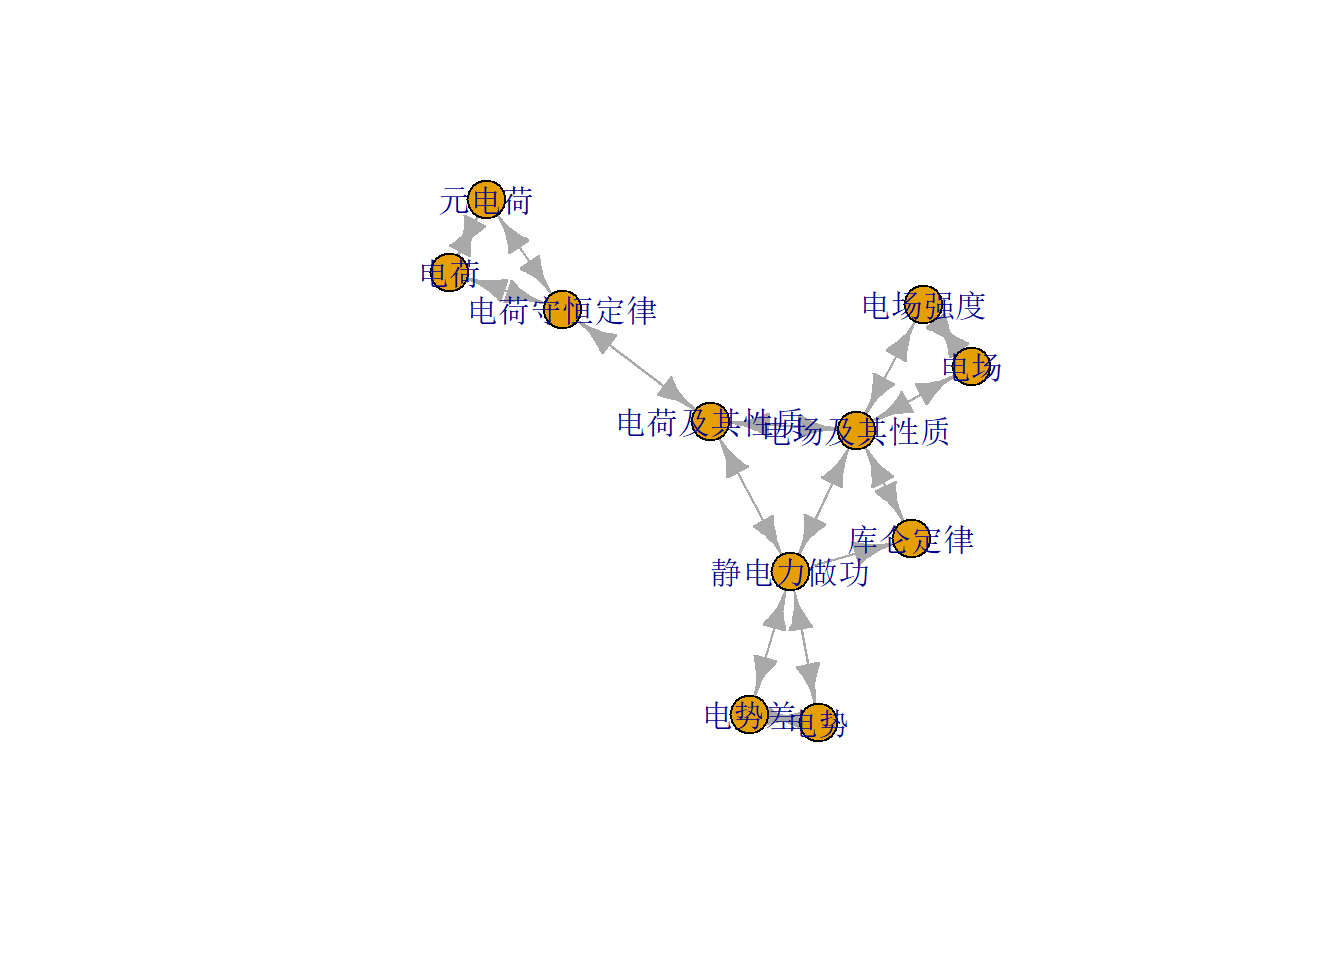 元电荷
电荷
电荷守恒定律
电场强度
电场
电荷及其性质
电场及其性质
库仑定律
静电力做功
电势差
电势